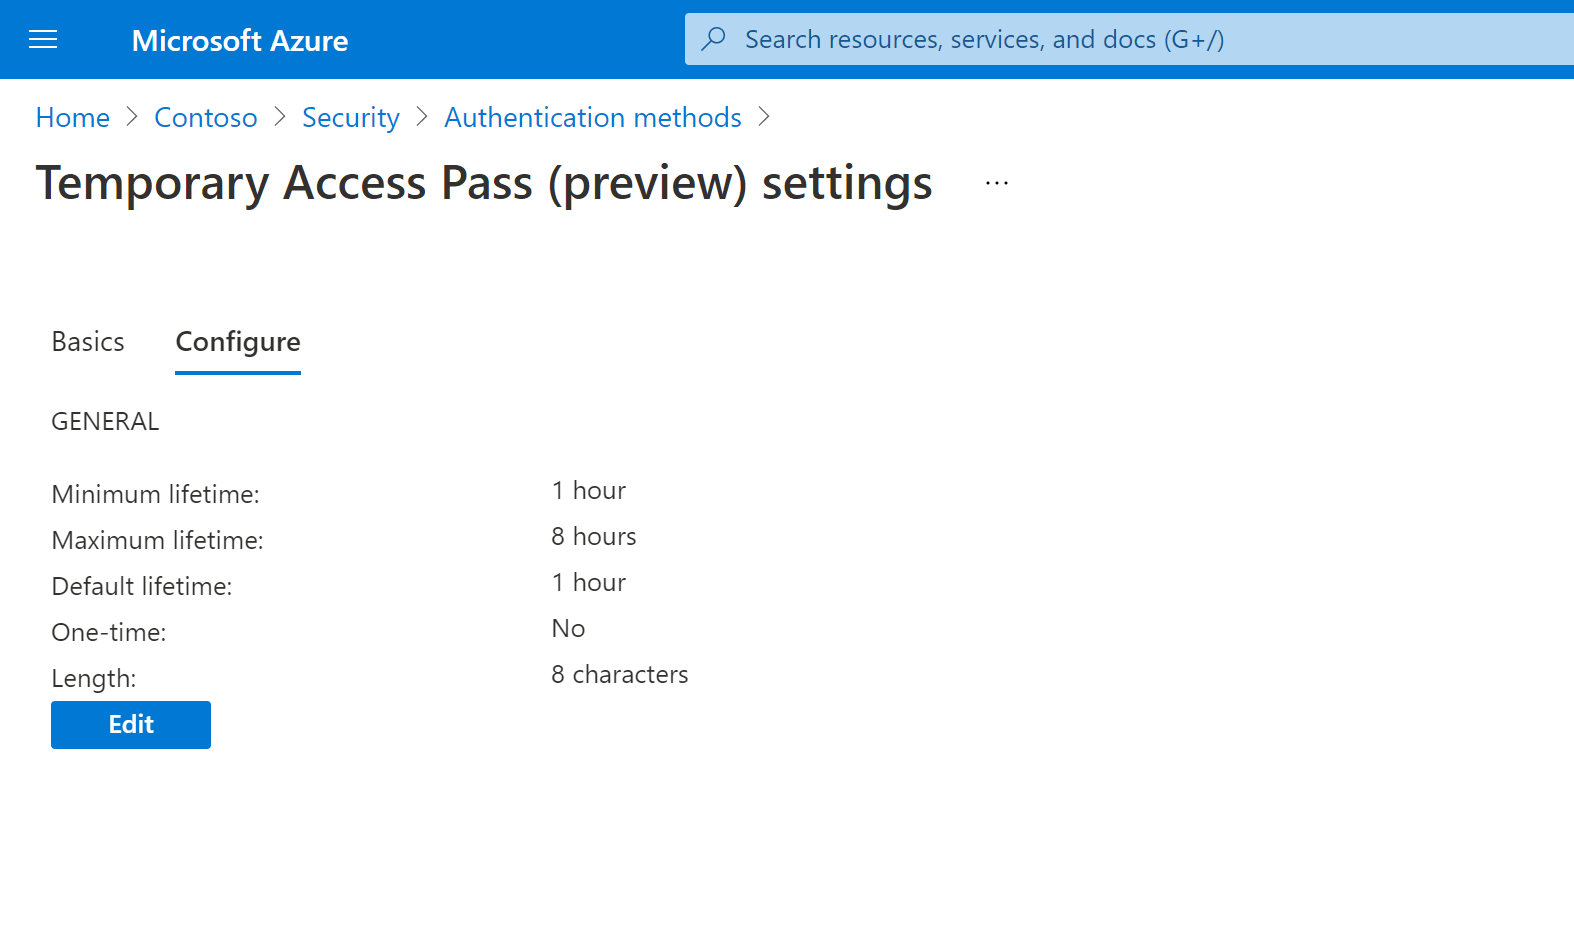 Microsoft Azure
Search resources, services, and docs (G+/)
Home > Contoso > Security > Authentication methods >
Temporary Access Pass (preview) settings ...
Basics Configure
GENERAL
Minimum lifetime: 1 hour
Maximum lifetime: 8 hours
Default lifetime: 1 hour
One-time: No
Length: 8 characters
Edit